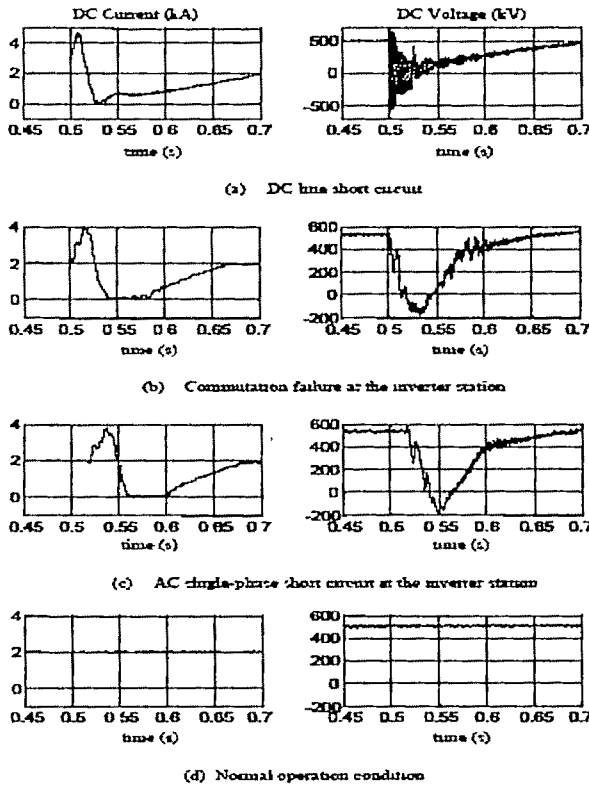 DC Current (kA) DC Voltage (kV)
4 2 0 500 0 -500
0.45 0.5 0.55 0.6 0.65 0.7 0.45 0.5 0.55 0.6 0.65 0.7
time (s) time (s)
(a) DC line short circuit
4 2 0 600 400 200 0 -200
0.45 0.5 0.55 0.6 0.65 0.7 0.45 0.5 0.55 0.6 0.65 0.7
time (s) time (s)
(b) Commutation failure at the inverter station
4 2 0 600 400 200 0 -200
0.45 0.5 0.55 0.6 0.65 0.7 0.45 0.5 0.55 0.6 0.65 0.7
time (s) time (s)
(c) AC single-phase short circuit at the inverter station
4 2 0 600 400 200 0 -200
0.45 0.5 0.55 0.6 0.65 0.7 0.45 0.5 0.55 0.6 0.65 0.7
time (s) time (s)
(d) Normal operation condition